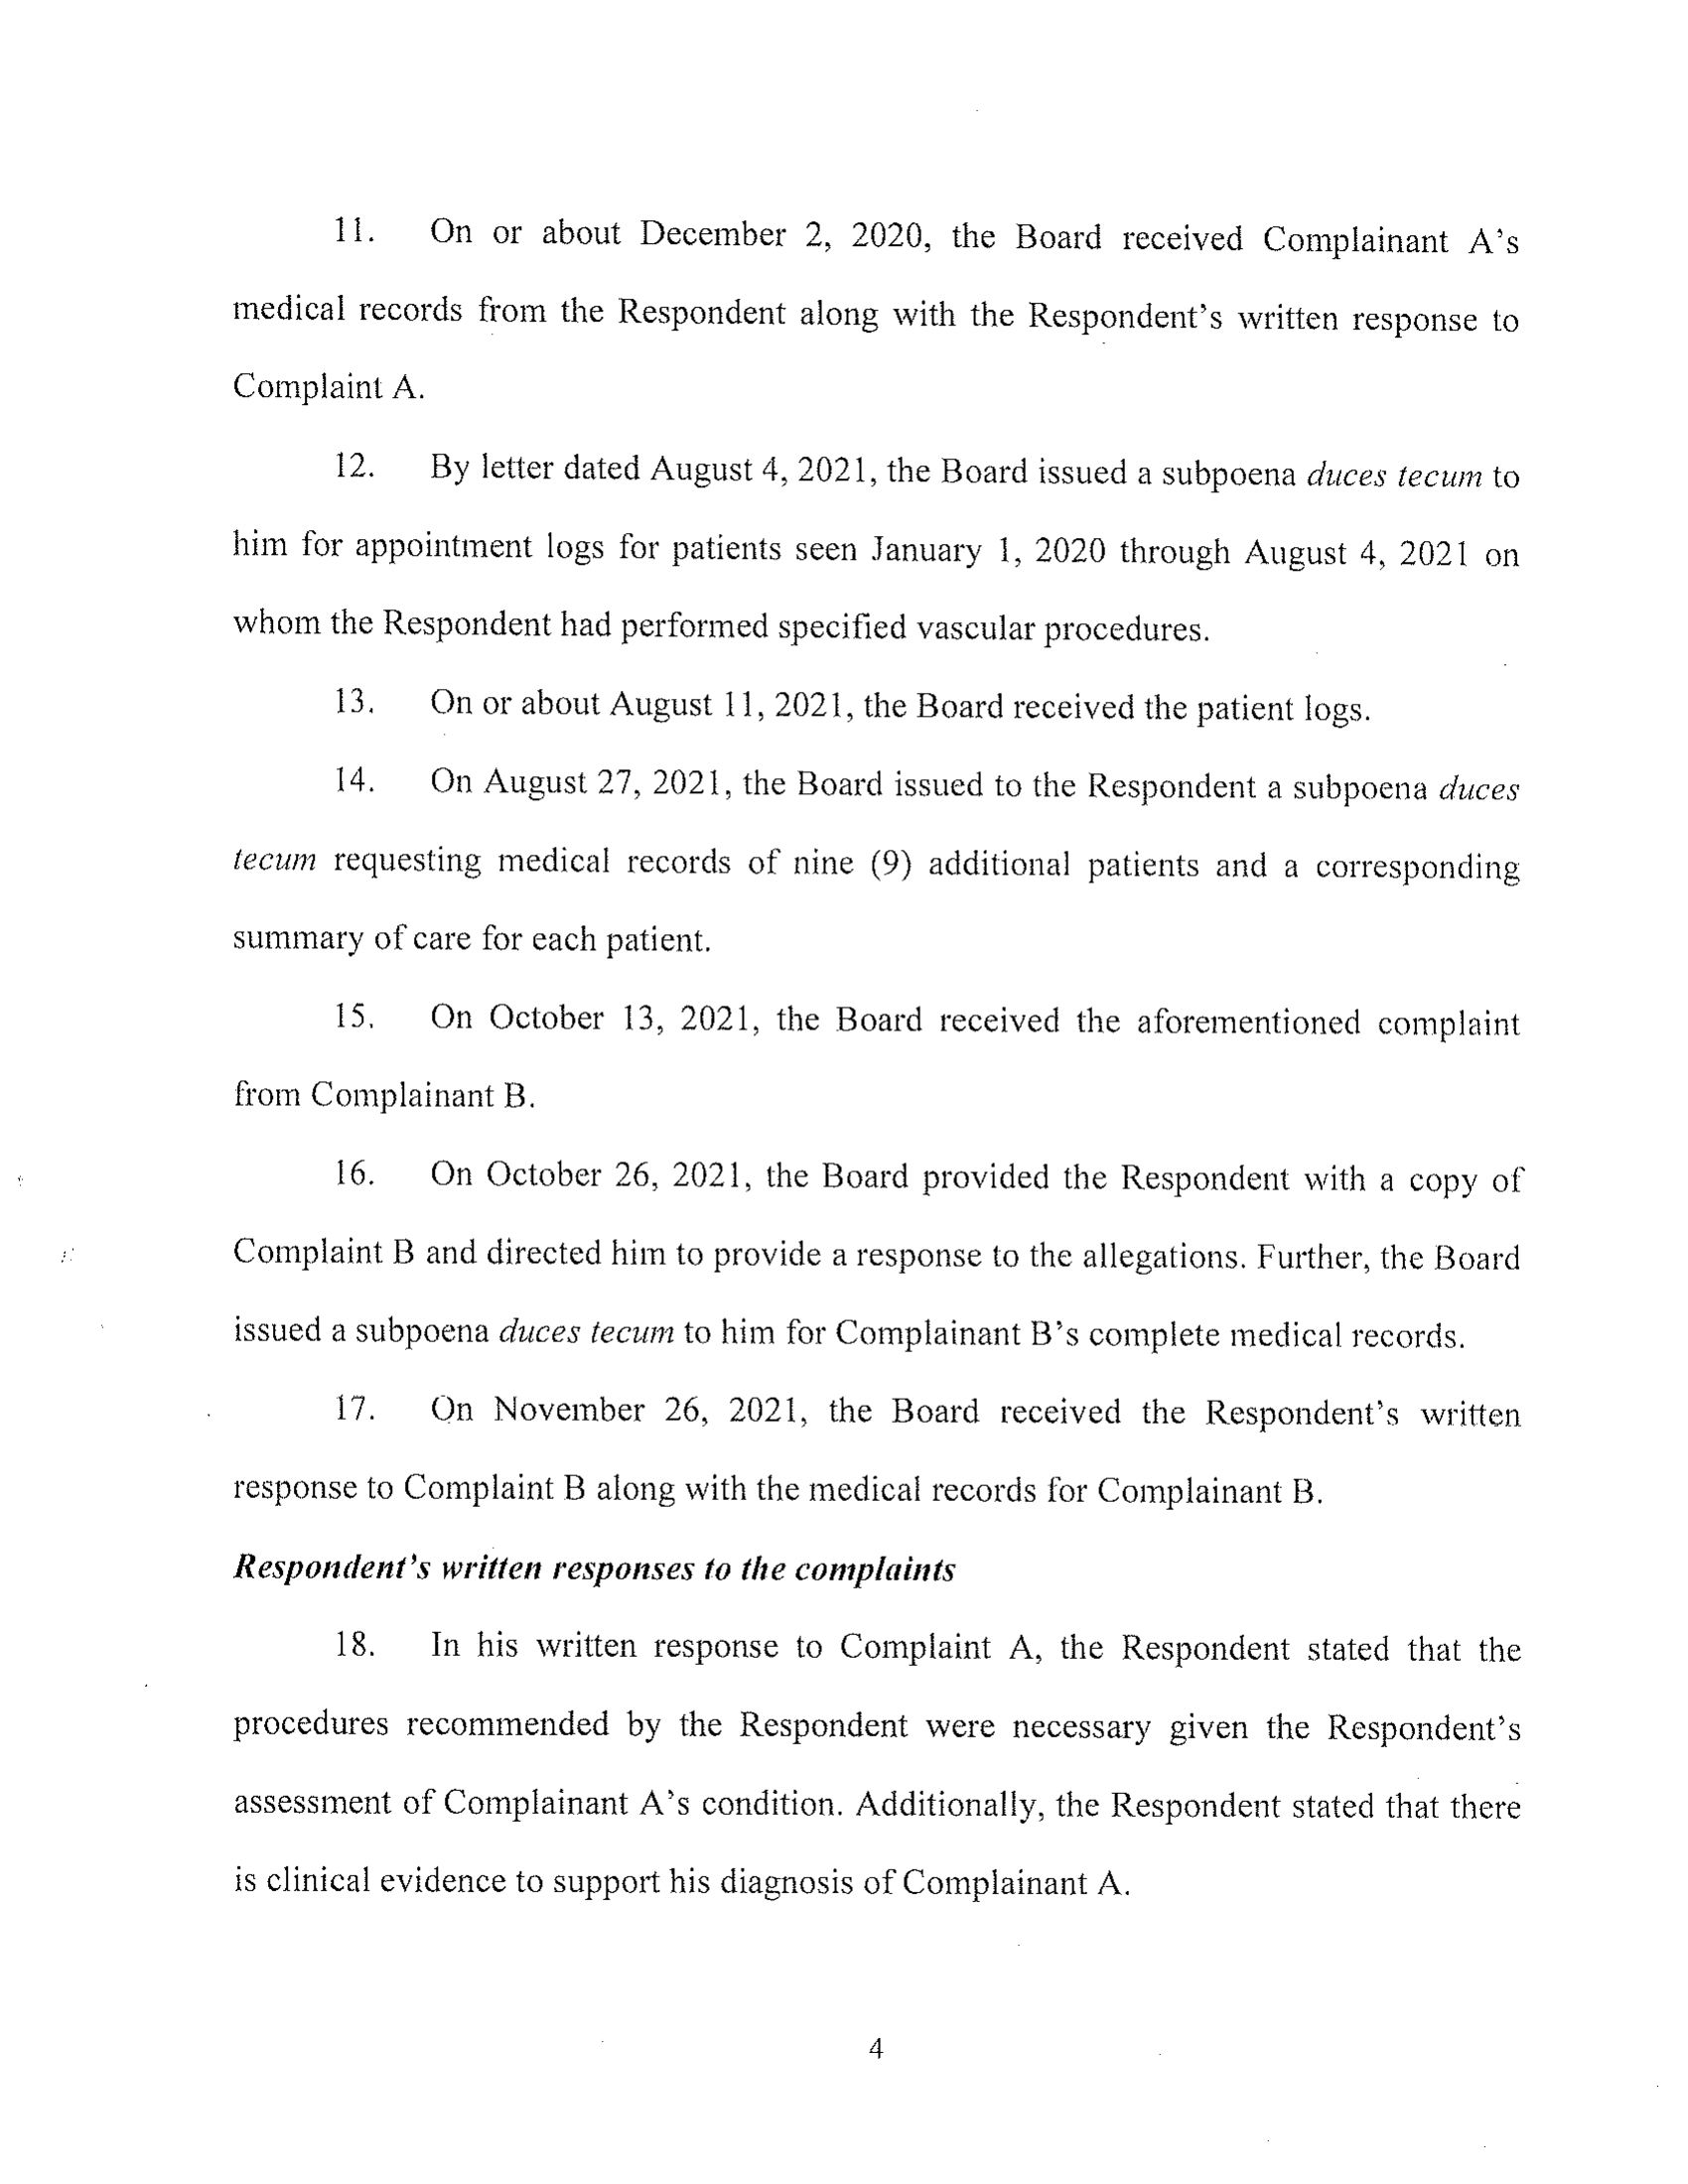 11. On or about December 2, 2020, the Board received Complainant A's
medical records from the Respondent along with the Respondent's written response to
Complaint A.
12. By letter dated August 4, 2021, the Board issued a subpoena duces tecum to
him for appointment logs for patients seen January 1, 2020 through August 4, 2021 on
whom the Respondent had performed specified vascular procedures.
13. On or about August 11, 2021, the Board received the patient logs.
14. On August 27, 2021, the Board issued to the Respondent a subpoena duces
tecum requesting medical records of nine (9) additional patients and a corresponding
summary of care for each patient.
15. On October 13, 2021, the Board received the aforementioned complaint
from Complainant B.
16. On October 26, 2021, the Board provided the Respondent with a copy of
Complaint B and directed him to provide a response to the allegations. Further, the Board
issued a subpoena duces tecum to him for Complainant B's complete medical records.
17. On November 26, 2021, the Board received the Respondent's written
response to Complaint B along with the medical records for Complainant B.
Respondent's written responses to the complaints
18. In his written response to Complaint A, the Respondent stated that the
procedures recommended by the Respondent were necessary given the Respondent's
assessment of Complainant A's condition. Additionally, the Respondent stated that there
is clinical evidence to support his diagnosis of Complainant A.
4